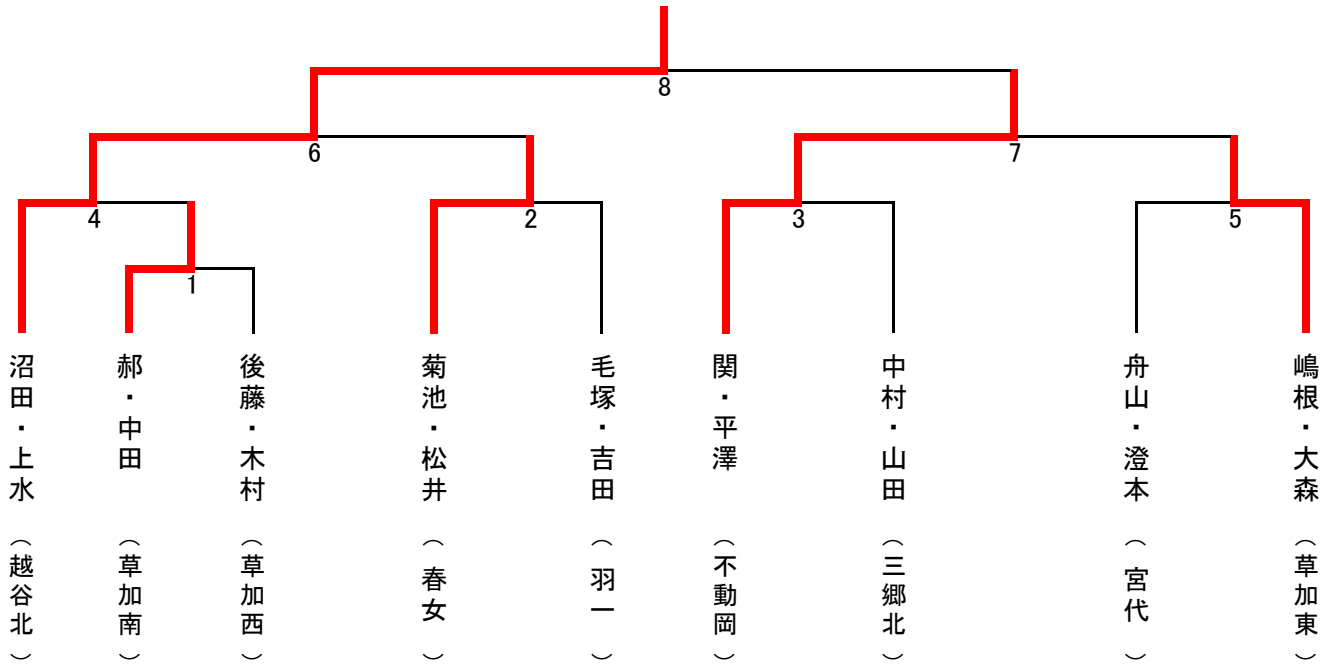 8
6
7
4
2
3
5
1
沼田・上水（越谷北）
郝・中田（草加南）
後藤・木村（草加西）
菊池・松井（春女）
毛塚・吉田（羽一）
関・平澤（不動岡）
中村・山田（三郷北）
舟山・澄本（宮代）
嶋根・大森（草加東）